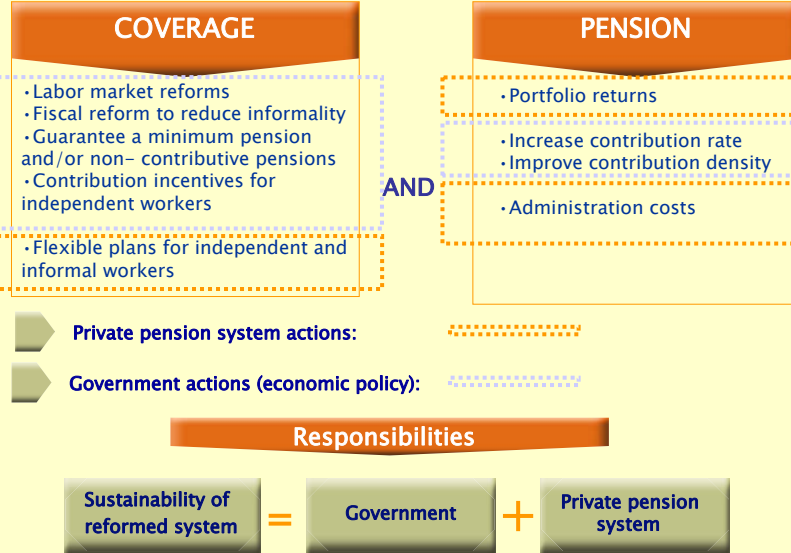 COVERAGE
•Labor market reforms
•Fiscal reform to reduce informality
•Guarantee a minimum pension
and/or non- contributive pensions
•Contribution incentives for
independent workers
•Flexible plans for independent and
informal workers
AND
PENSION
•Portfolio returns
•Increase contribution rate
•Improve contribution density
•Administration costs
Private pension system actions:
Government actions (economic policy):
Responsibilities
Sustainability of
reformed system
=
Government
+
Private pension
system